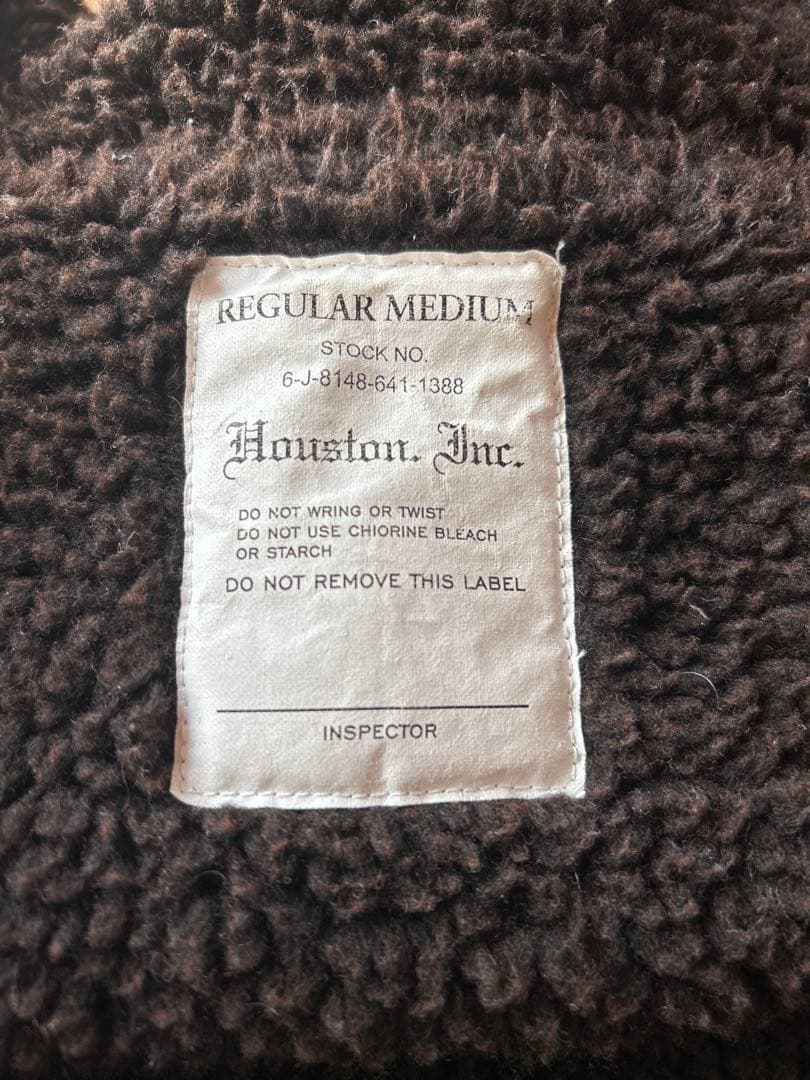 REGULAR MEDIUM
STOCK NO.
6-J-8148-641-1388
Houston. Inc.
DO NOT WRING OR TWIST
DO NOT USE CHIORINE BLEACH
OR STARCH
DO NOT REMOVE THIS LABEL
INSPECTOR